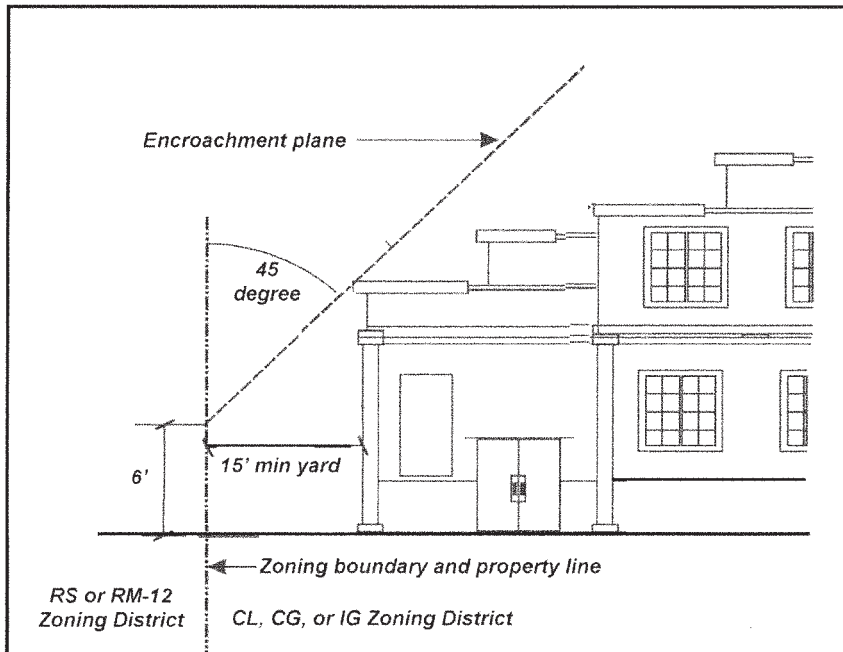 Encroachment plane
45
degree
15' min yard
6'
Zoning boundary and property line
RS or RM-12
Zoning District
CL, CG, or IG Zoning District